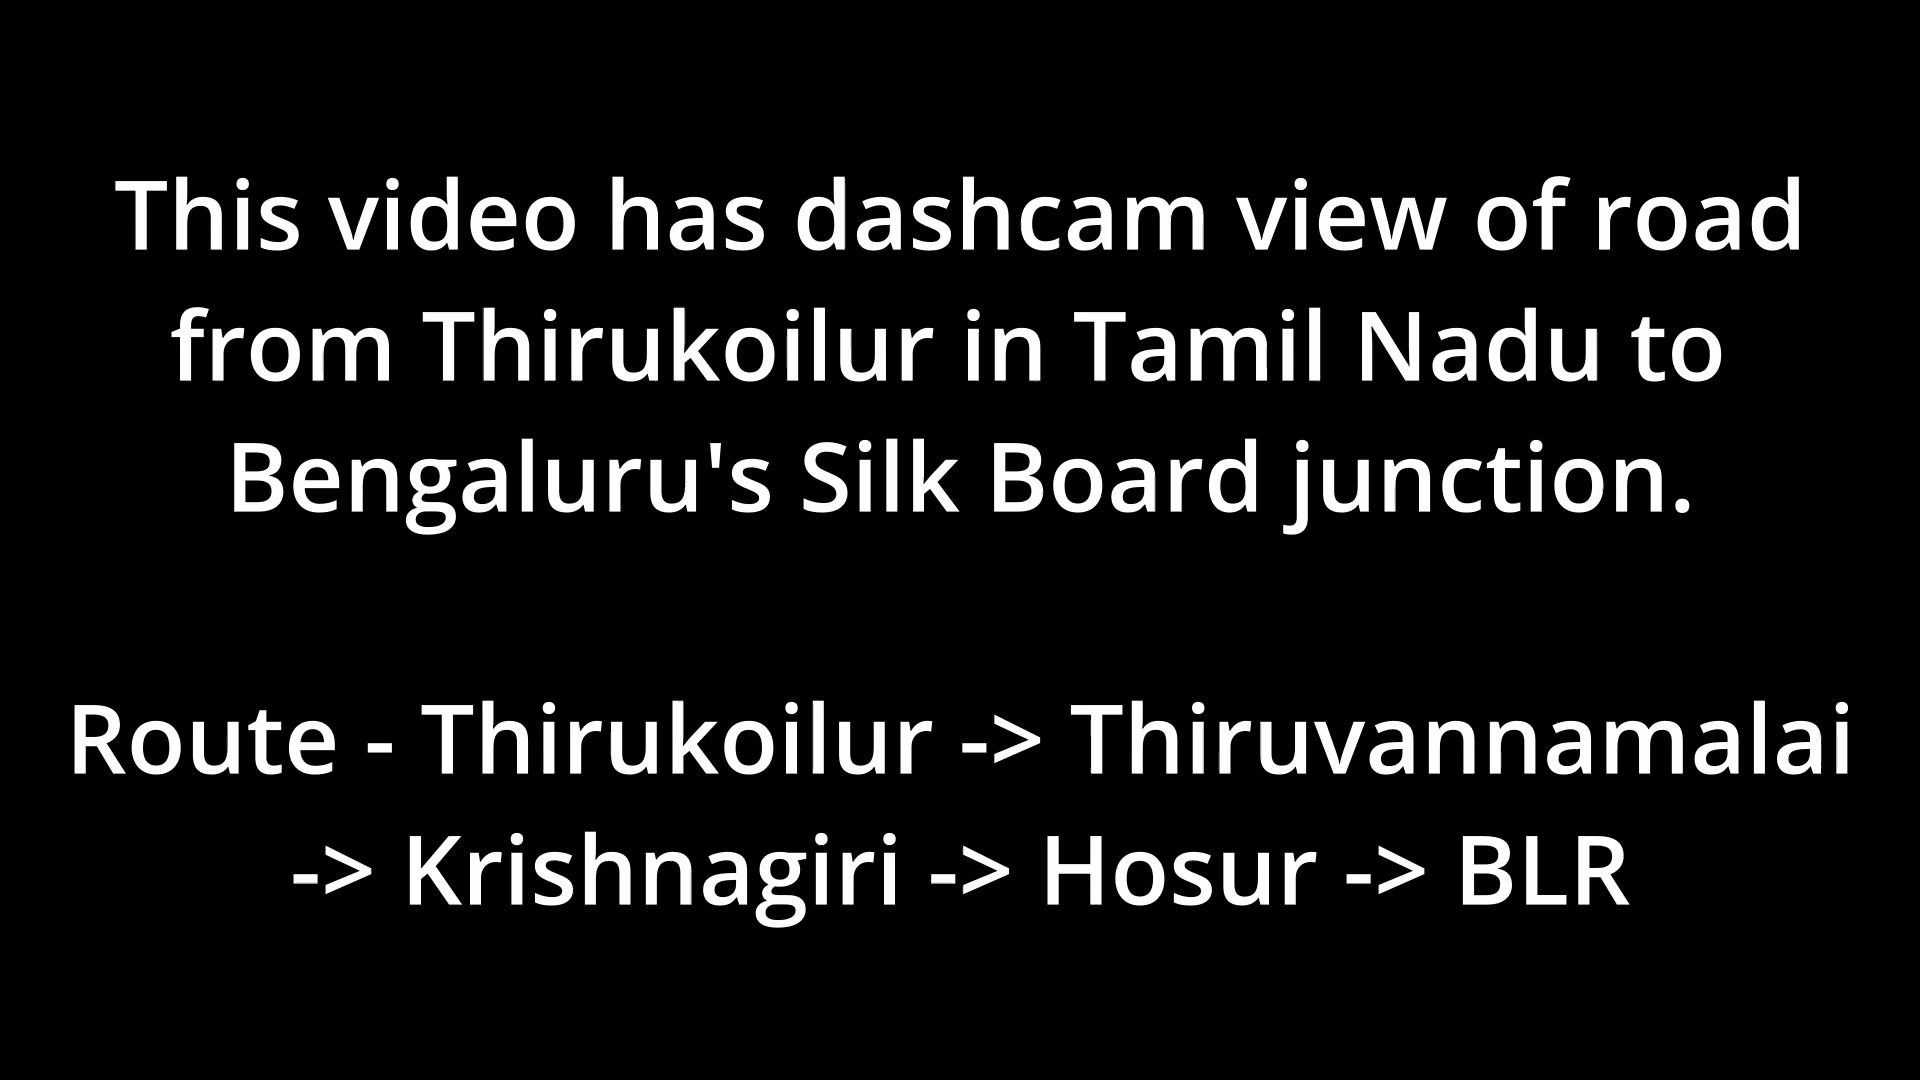 This video has dashcam view of road
from Thirukoilur in Tamil Nadu to
Bengaluru's Silk Board junction.
Route - Thirukoilur -> Thiruvannamalai
-> Krishnagiri -> Hosur -> BLR